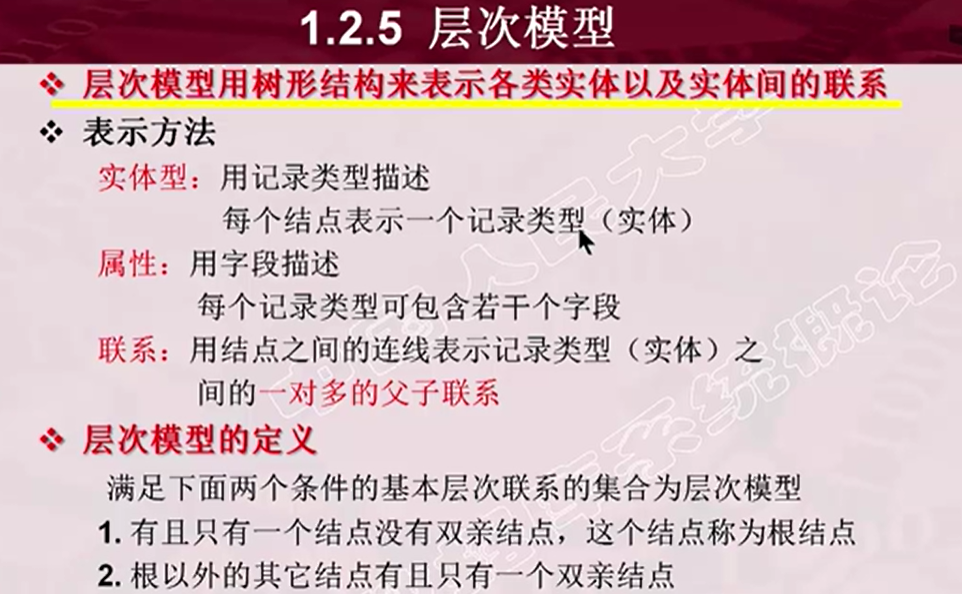 1.2.5 层次模型
层次模型用树形结构来表示各类实体以及实体间的联系
表示方法
实体型：用记录类型描述
每个结点表示一个记录类型（实体）
属性：用字段描述
每个记录类型可包含若干个字段
联系：用结点之间的连线表示记录类型（实体）之
间的一对多的父子联系
层次模型的定义
满足下面两个条件的基本层次联系的集合为层次模型
1. 有且只有一个结点没有双亲结点，这个结点称为根结点
2. 根以外的其它结点有且只有一个双亲结点